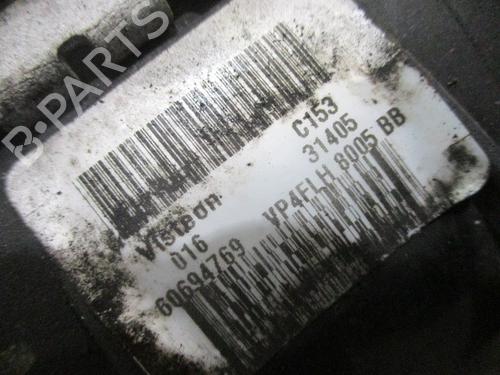 B-PARTS
Visteon C153
016 31405
60694769 VP4FLH 8005 BB